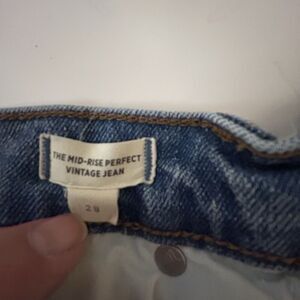 THE MID-RISE PERFECT
VINTAGE JEAN
28